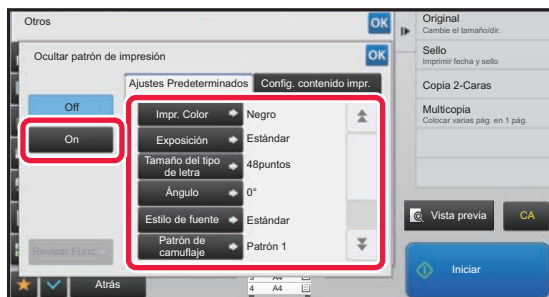 Otros
OK
Ocultar patrón de impresión
OK
Ajustes Predeterminados
Config. contenido impr.
Off
On
Impr. Color
Negro
Exposición
Estándar
Tamaño del tipo
de letra
48puntos
Ángulo
0°
Estilo de fuente
Estándar
Patrón de
camuflaje
Patrón 1
Revisar Func.
Atrás
A4
4 A4
Original
Cambie el tamaño/dir.
Sello
Imprimir fecha y sello
Copia 2-Caras
Multicopia
Colocar varias pág. en 1 pág.
Vista previa
CA
Iniciar